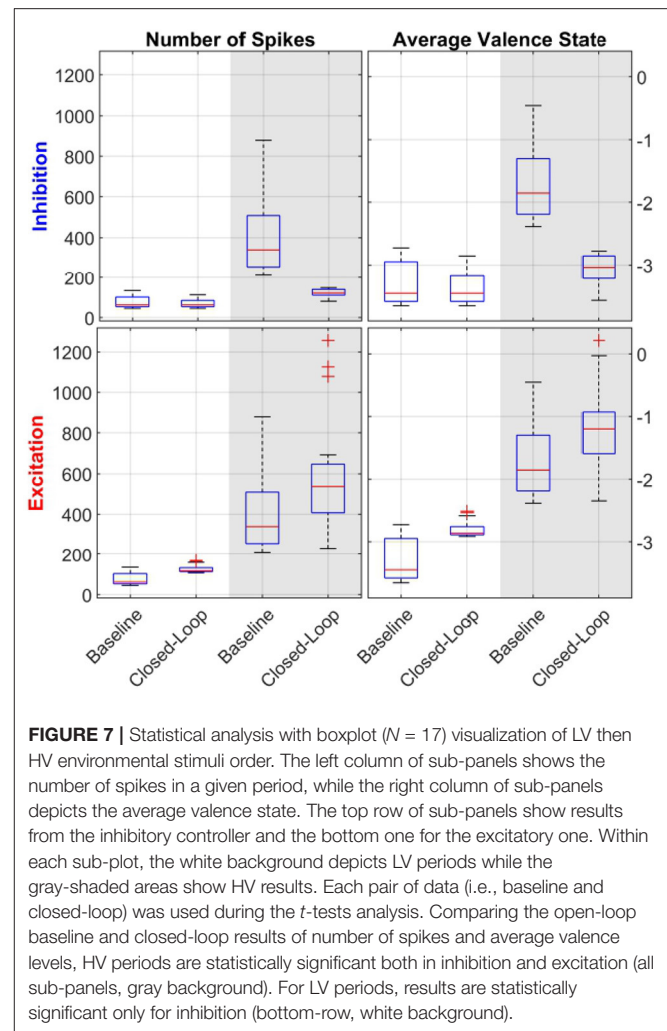 Number of Spikes
Average Valence State
Inhibition
1200
1000
800
600
400
200
0
0
-1
-2
-3
Excitation
1200
1000
800
600
400
200
0
0
-1
-2
-3
Baseline
Closed-Loop
Baseline
Closed-Loop
Baseline
Closed-Loop
Baseline
Closed-Loop
FIGURE 7 | Statistical analysis with boxplot (N = 17) visualization of LV then
HV environmental stimuli order. The left column of sub-panels shows the
number of spikes in a given period, while the right column of sub-panels
depicts the average valence state. The top row of sub-panels show results
from the inhibitory controller and the bottom one for the excitatory one. Within
each sub-plot, the white background depicts LV periods while the
gray-shaded areas show HV results. Each pair of data (i.e., baseline and
closed-loop) was used during the t-tests analysis. Comparing the open-loop
baseline and closed-loop results of number of spikes and average valence
levels, HV periods are statistically significant both in inhibition and excitation (all
sub-panels, gray background). For LV periods, results are statistically
significant only for inhibition (bottom-row, white background).